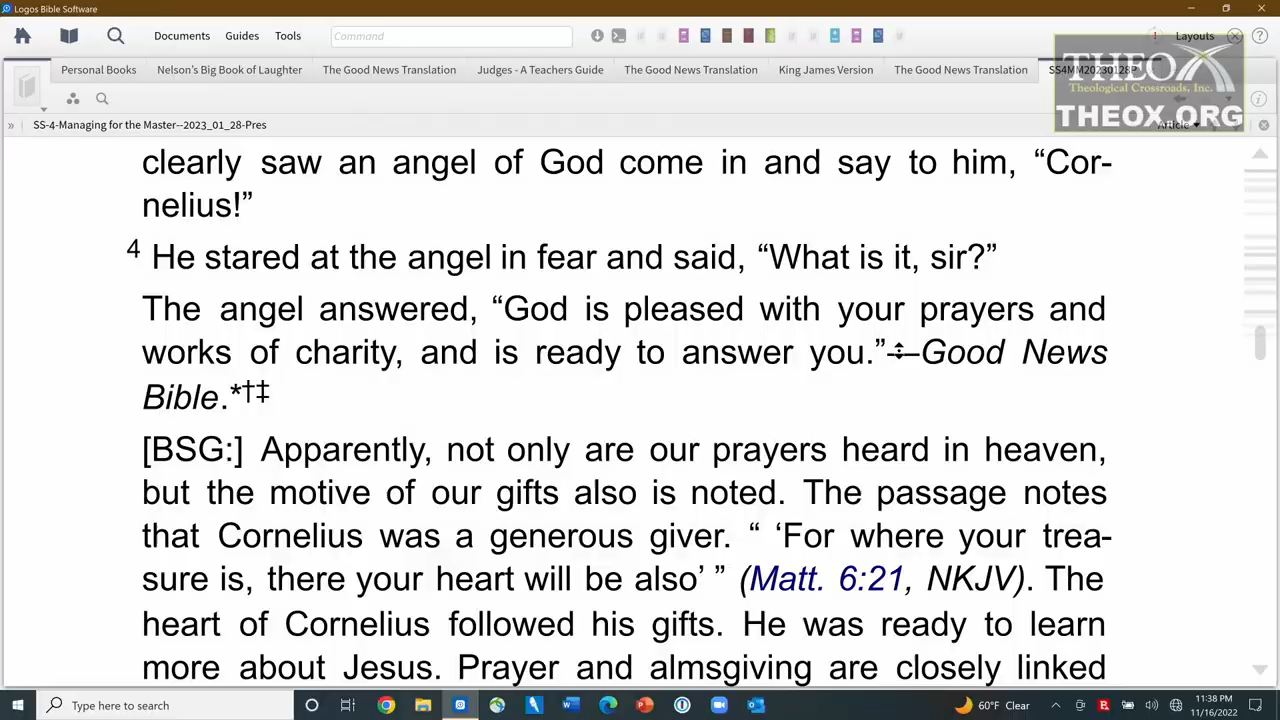 Logos Bible Software
Documents Guides Tools Command Layouts
Personal Books Nelson's Big Book of Laughter The C Judges - A Teachers Guide The Good News Translation King James Version The Good News Translation SS4MM20230128P
THEOX
Theological Crossroads, Inc.
THEOX.ORG
SS-4-Managing for the Master--2023_01_28-Pres Article
clearly saw an angel of God come in and say to him, “Cor-
nelius!”
4 He stared at the angel in fear and said, “What is it, sir?”
The angel answered, “God is pleased with your prayers and
works of charity, and is ready to answer you.”—Good News
Bible.*†‡
[BSG:] Apparently, not only are our prayers heard in heaven,
but the motive of our gifts also is noted. The passage notes
that Cornelius was a generous giver. “ ‘For where your trea-
sure is, there your heart will be also’ ” (Matt. 6:21, NKJV). The
heart of Cornelius followed his gifts. He was ready to learn
more about Jesus. Prayer and almsgiving are closely linked
Type here to search 60°F Clear 11:38 PM
11/16/2022